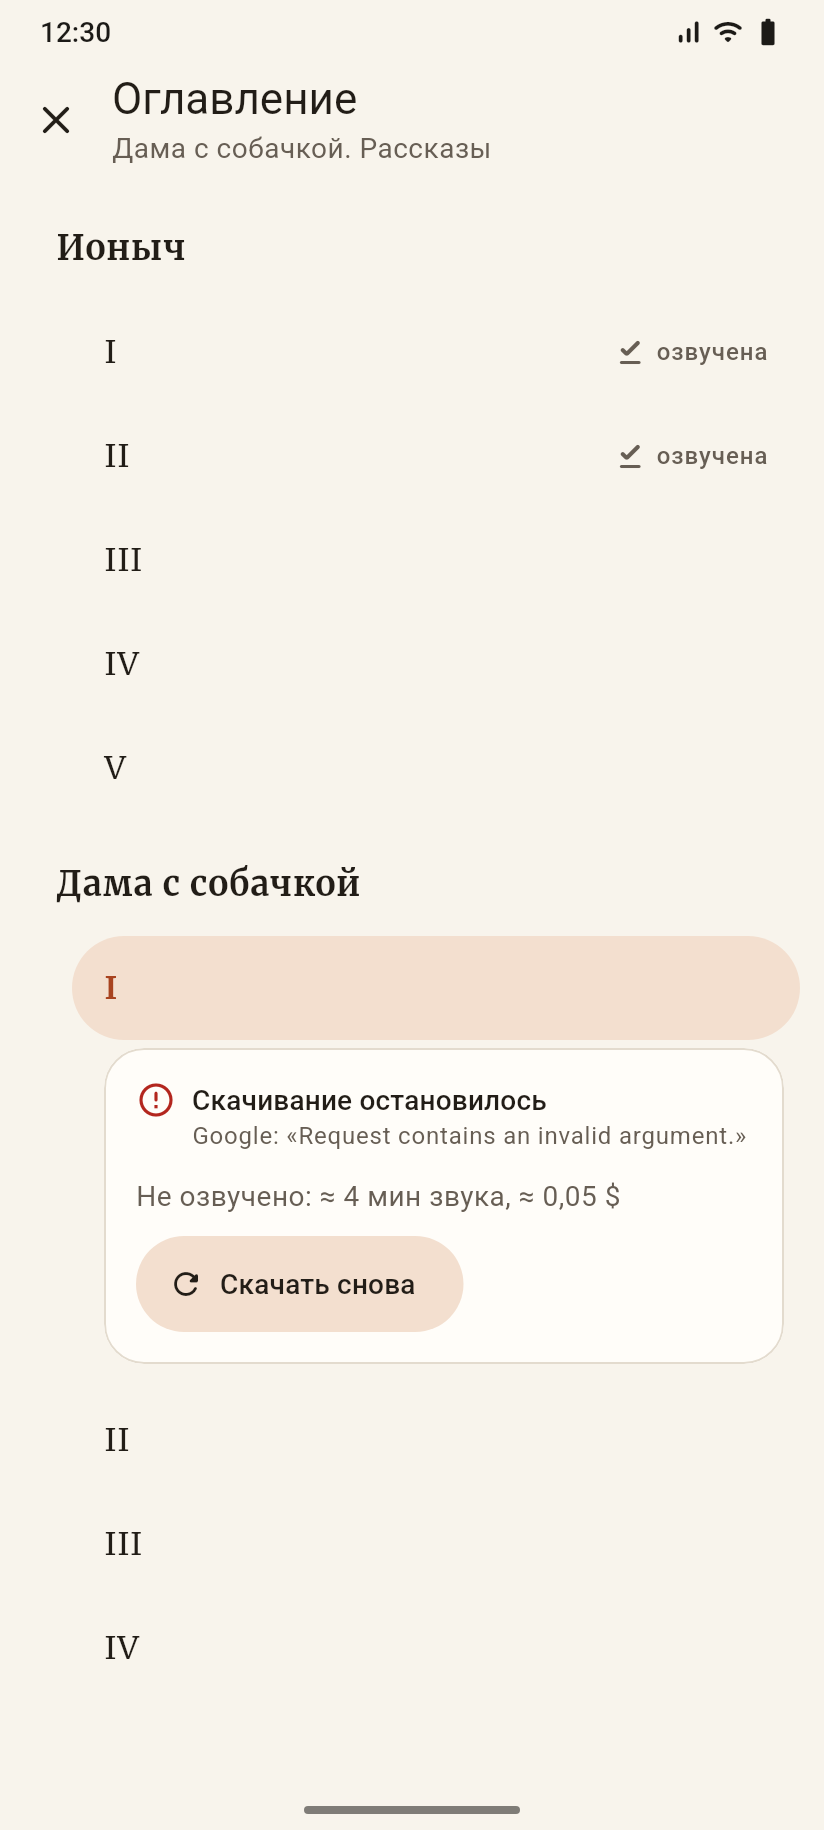 12:30
Оглавление
Дама с собачкой. Рассказы
Ионыч
I
озвучена
II
озвучена
III
IV
V
Дама с собачкой
I
Скачивание остановилось
Google: «Request contains an invalid argument.»
Не озвучено: ≈ 4 мин звука, ≈ 0,05 $
Скачать снова
II
III
IV